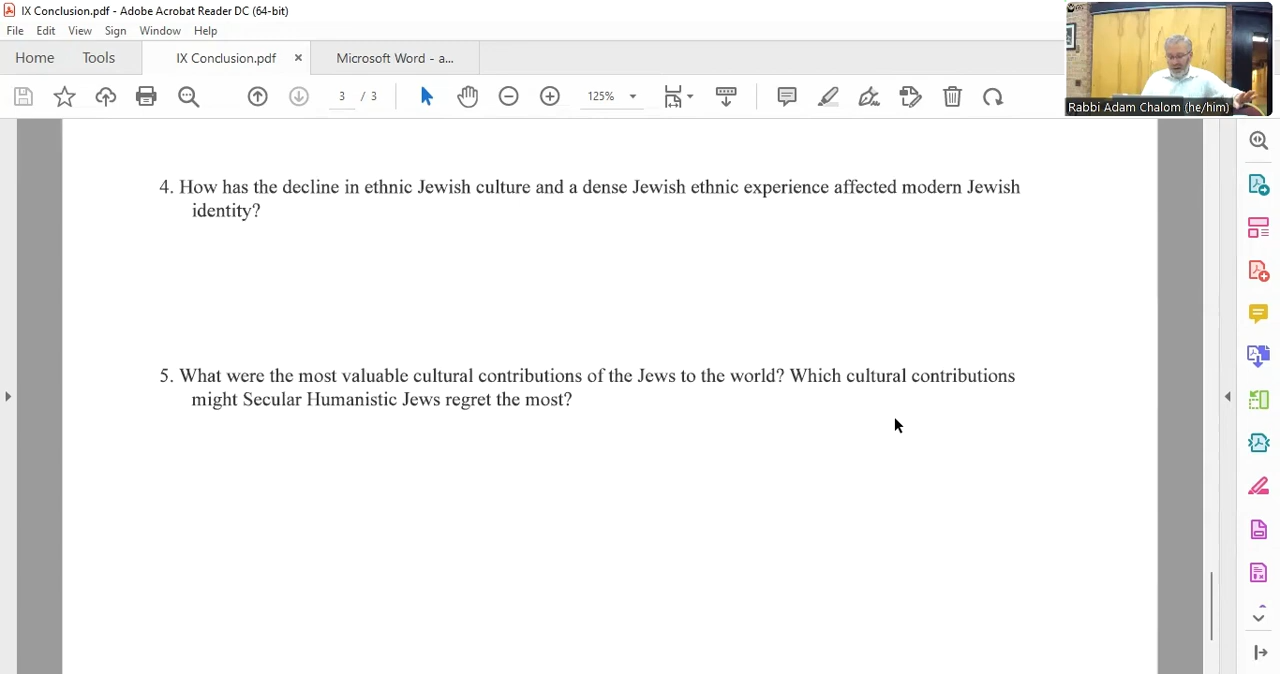 IX Conclusion.pdf - Adobe Acrobat Reader DC (64-bit)
File Edit View Sign Window Help
Home Tools IX Conclusion.pdf × Microsoft Word - a...
3 / 3 125%
Rabbi Adam Chalom (he/him)
4. How has the decline in ethnic Jewish culture and a dense Jewish ethnic experience affected modern Jewish
identity?
5. What were the most valuable cultural contributions of the Jews to the world? Which cultural contributions
might Secular Humanistic Jews regret the most?